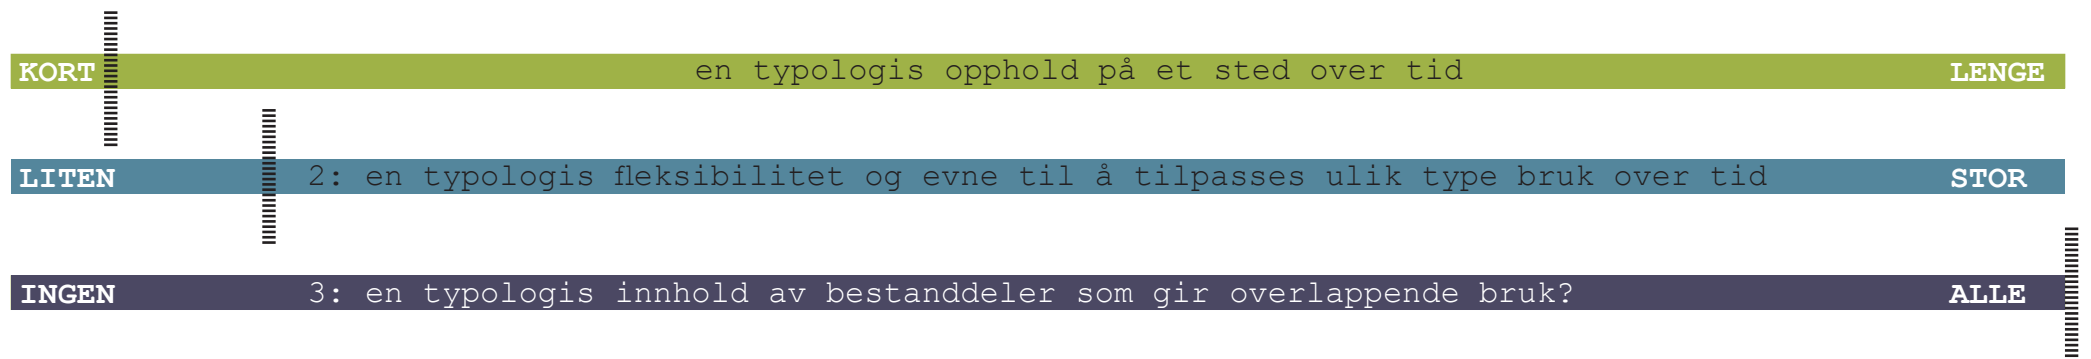 KORT en typologis opphold på et sted over tid LENGE
LITEN 2: en typologis fleksibilitet og evne til å tilpasses ulik type bruk over tid STOR
INGEN 3: en typologis innhold av bestanddeler som gir overlappende bruk? ALLE